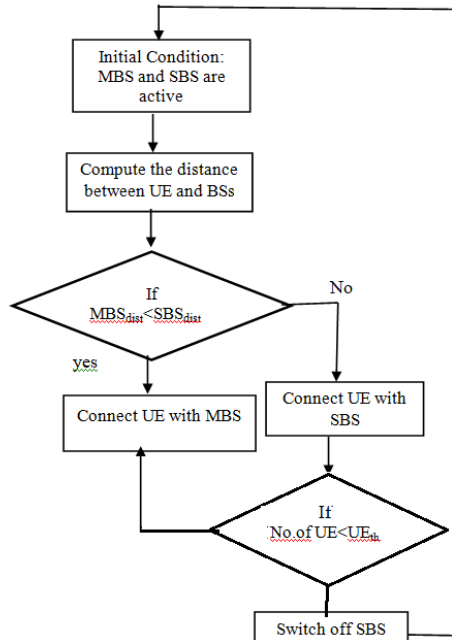 Initial Condition:
MBS and SBS are
active
Compute the distance
between UE and BSs
If
MBSdist<SBSdist
No
yes
Connect UE with MBS
Connect UE with
SBS
If
No.of UE<UEth
Switch off SBS